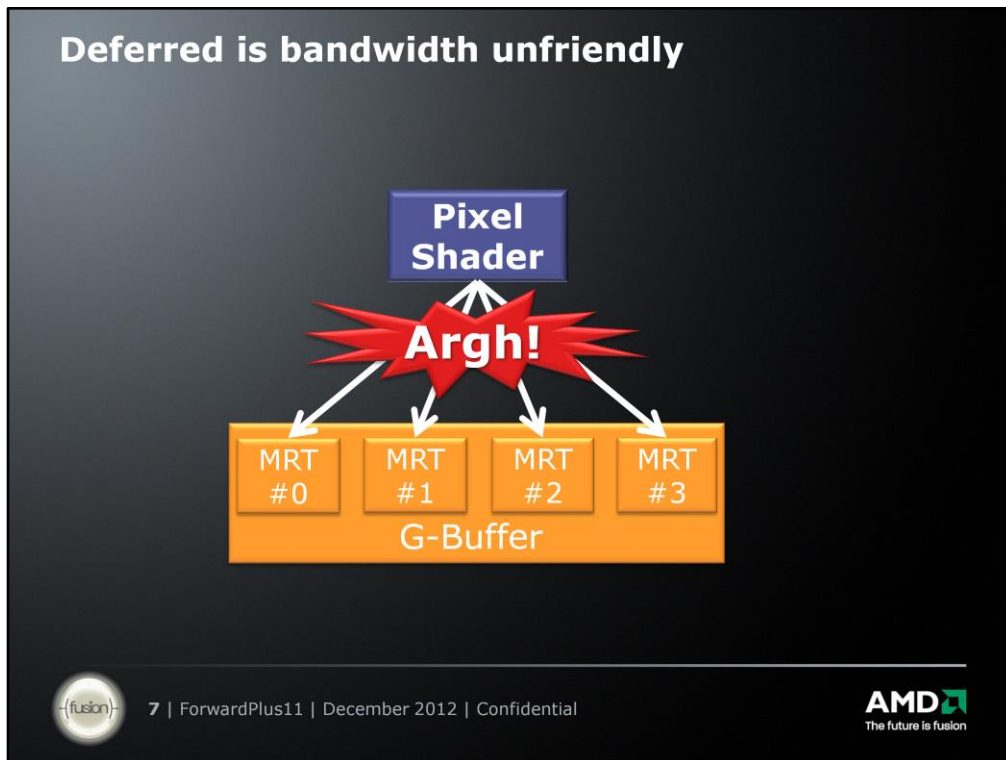 Deferred is bandwidth unfriendly
Pixel
Shader
Argh!
MRT
#0
MRT
#1
MRT
#2
MRT
#3
G-Buffer
fusion
7 | ForwardPlus11 | December 2012 | Confidential
AMD
The future is fusion